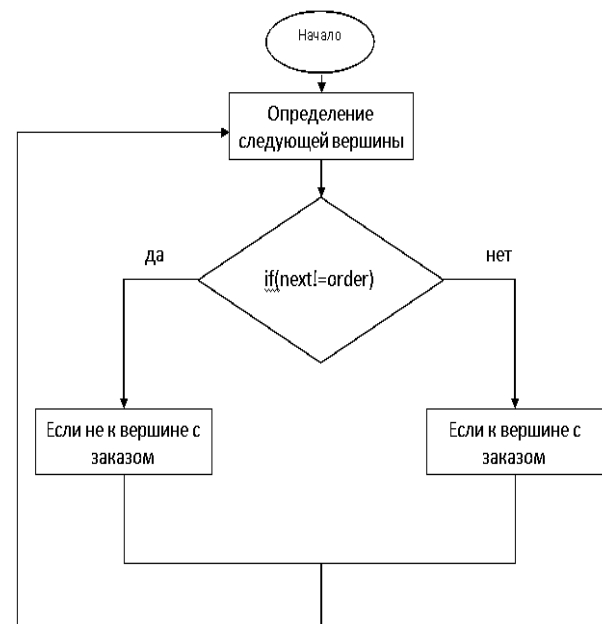 Начало
Определение
следующей вершины
да
нет
if(next!=order)
Если не к вершине с
заказом
Если к вершине с
заказом